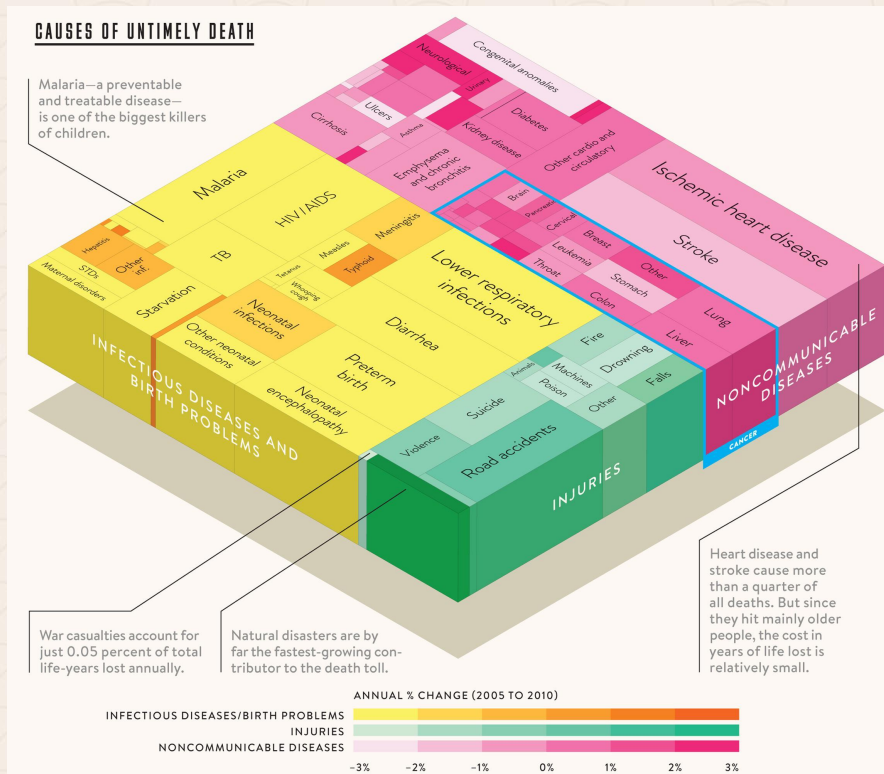 CAUSES OF UNTIMELY DEATH
Malaria—a preventable
and treatable disease—
is one of the biggest killers
of children.
Neurological
Congenital anomalies
Urinary
Ulcers
Cirrhosis
Asthma
Diabetes
Kidney disease
Other cardio and
circulatory
Emphysema
and chronic
bronchitis
Ischemic heart disease
Stroke
Malaria
HIV/AIDS
TB
Hepatitis
STDs
Other
inf.
Maternal disorders
Starvation
Tetanus
Measles
Whooping
cough
Typhoid
Meningitis
Lower respiratory
infections
Neonatal
infections
Other neonatal
conditions
Diarrhea
Preterm
birth
Neonatal
encephalopathy
Brain
Pancreatic
Cervical
Breast
Leukemia
Throat
Other
Stomach
Colon
Lung
Liver
Fire
Drowning
Animals
Machines
Poison
Falls
Other
Suicide
Violence
Road accidents
INFECTIOUS DISEASES AND
BIRTH PROBLEMS
INJURIES
NONCOMMUNICABLE
DISEASES
CANCER
War casualties account for
just 0.05 percent of total
life-years lost annually.
Natural disasters are by
far the fastest-growing con-
tributor to the death toll.
Heart disease and
stroke cause more
than a quarter of
all deaths. But since
they hit mainly older
people, the cost in
years of life lost is
relatively small.
ANNUAL % CHANGE (2005 TO 2010)
INFECTIOUS DISEASES/BIRTH PROBLEMS
INJURIES
NONCOMMUNICABLE DISEASES
–3% –2% –1% 0% 1% 2% 3%